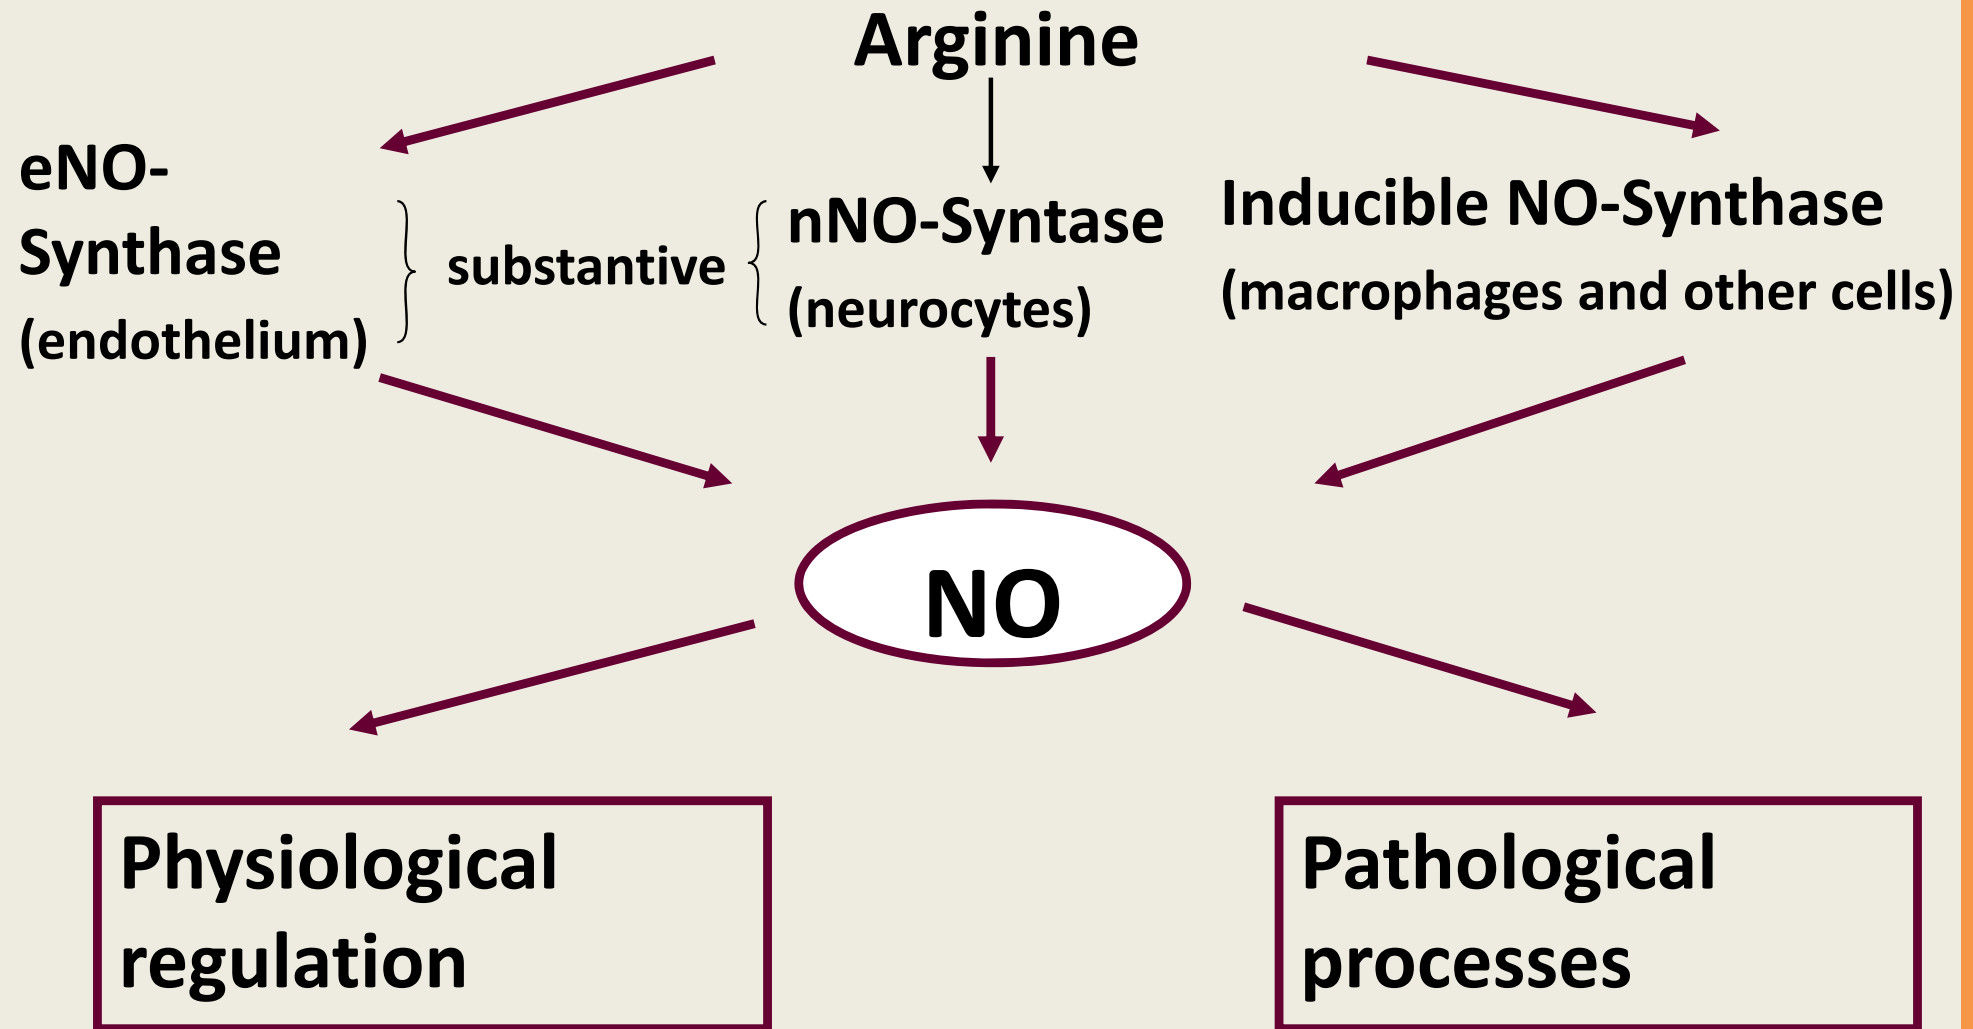 Arginine
eNO-
Synthase
(endothelium)
substantive
nNO-Syntase
(neurocytes)
Inducible NO-Synthase
(macrophages and other cells)
NO
Physiological
regulation
Pathological
processes